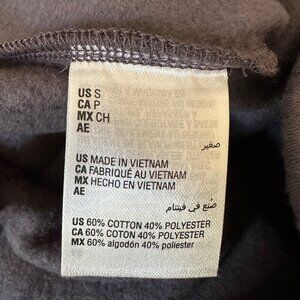 US S
CA P
MX CH
AE
صغير
US MADE IN VIETNAM
CA FABRIQUÉ AU VIETNAM
MX HECHO EN VIETNAM
AE
صنع في فيتنام
US 60% COTTON 40% POLYESTER
CA 60% COTON 40% POLYESTER
MX 60% algodón 40% poliester